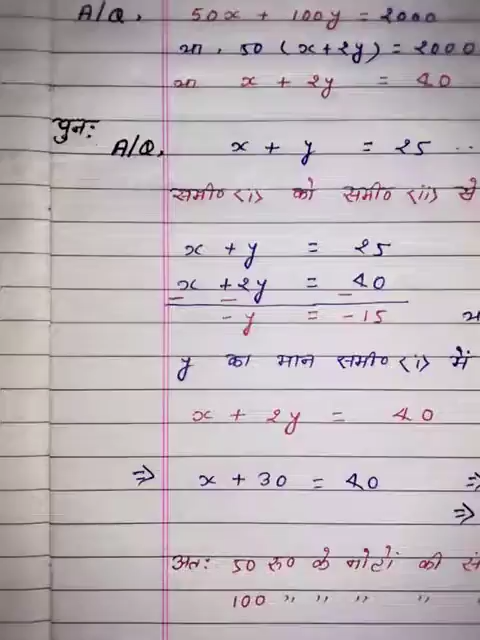 A/Q, 50x + 100y = 2000
या, 50 (x+2y) = 2000
या x + 2y = 40
पुनः
A/Q, x + y = 25 ..
समी० (i) को समी० (ii) से
x + y = 25
x + 2y = 40
- - -
-y = -15
y का मान समी० (i) में
x + 2y = 40
⇒ x + 30 = 40 ⇒
⇒
अतः 50 रु० के नोटों की सं
100 " " " "